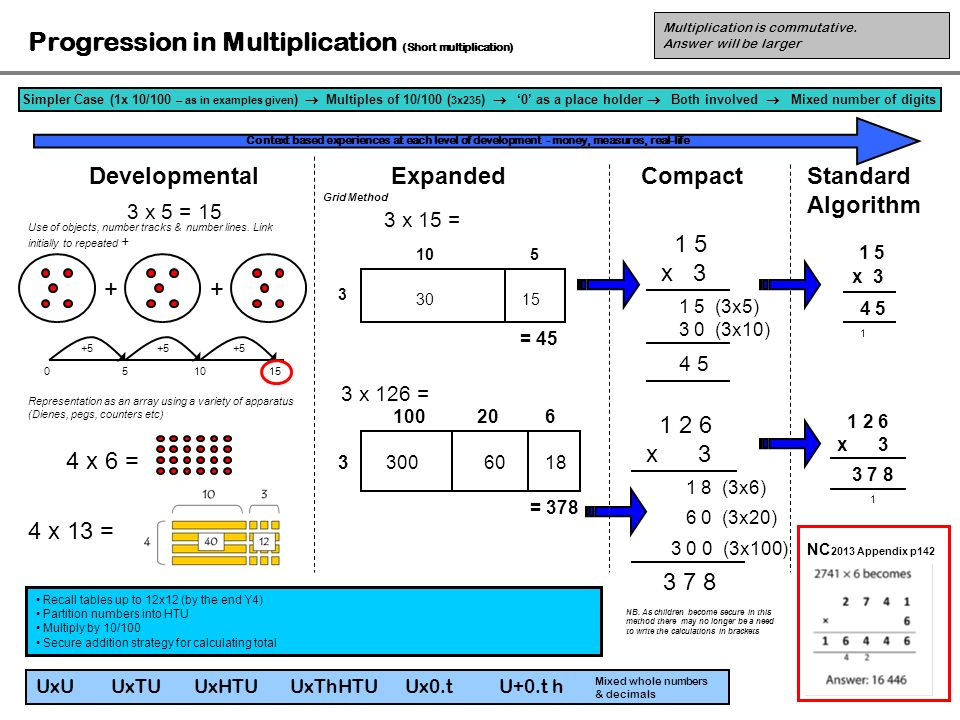 Progression in Multiplication (Short multiplication)
Multiplication is commutative.
Answer will be larger
Simpler Case (1x 10/100 – as in examples given) → Multiples of 10/100 (3x235) → ‘0’ as a place holder → Both involved → Mixed number of digits
Context based experiences at each level of development - money, measures, real-life
Developmental
3 x 5 = 15
Use of objects, number tracks & number lines. Link
initially to repeated +
+ +
+5 +5 +5
0 5 10 15
Representation as an array using a variety of apparatus
(Dienes, pegs, counters etc)
4 x 6 =
4 x 13 =
10 3
4 40 12
Expanded
Grid Method
3 x 15 =
10 5
3 30 15
= 45
3 x 126 =
100 20 6
3 300 60 18
= 378
Compact
1 5
x 3
1 5 (3x5)
3 0 (3x10)
4 5
1 2 6
x 3
1 8 (3x6)
6 0 (3x20)
3 0 0 (3x100)
3 7 8
NB. As children become secure in this
method there may no longer be a need
to write the calculations in brackets
Standard
Algorithm
1 5
x 3
4 5
1
1 2 6
x 3
3 7 8
1
NC2013 Appendix p142
2741 × 6 becomes
2 7 4 1
× 6
1 6 4 4 6
4 2
Answer: 16 446
• Recall tables up to 12x12 (by the end Y4)
• Partition numbers into HTU
• Multiply by 10/100
• Secure addition strategy for calculating total
UxU UxTU UxHTU UxThHTU Ux0.t U+0.t h Mixed whole numbers
& decimals